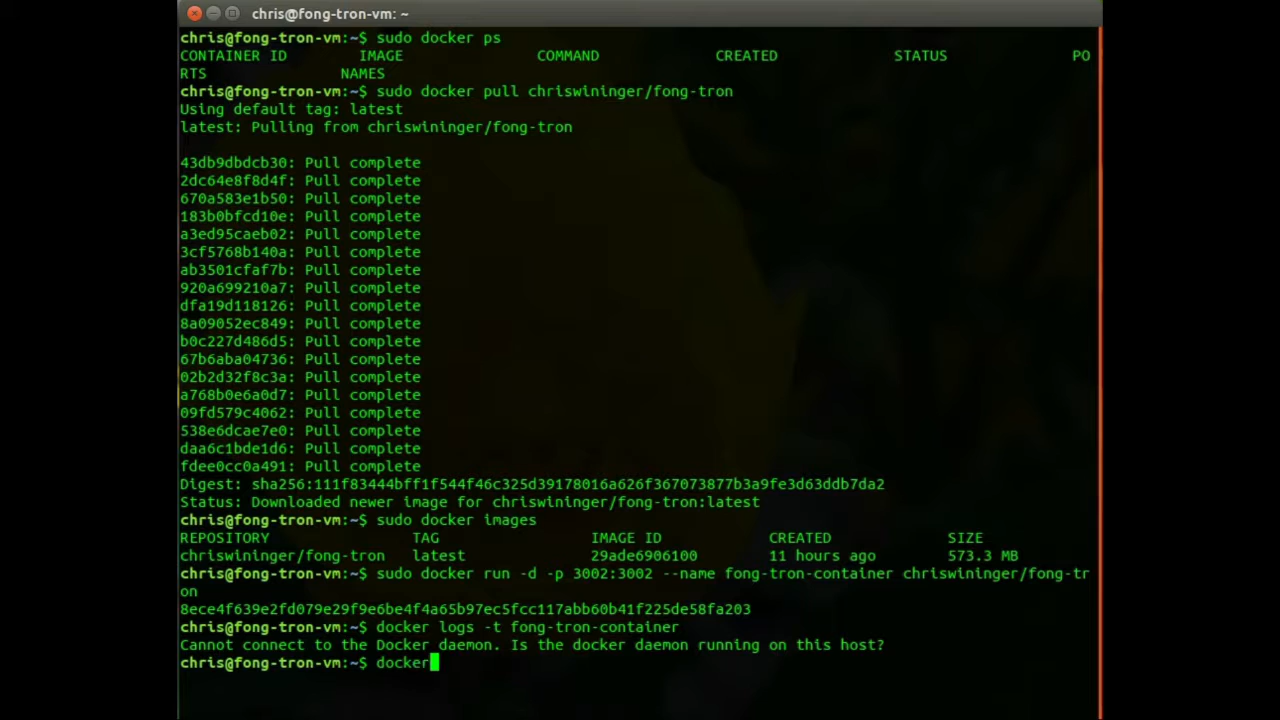 chris@fong-tron-vm: ~
chris@fong-tron-vm:~$ sudo docker ps
CONTAINER ID        IMAGE               COMMAND             CREATED             STATUS              PO
RTS               NAMES
chris@fong-tron-vm:~$ sudo docker pull chriswininger/fong-tron
Using default tag: latest
latest: Pulling from chriswininger/fong-tron
43db9dbdcb30: Pull complete
2dc64e8f8d4f: Pull complete
670a583e1b50: Pull complete
183b0bfcd10e: Pull complete
a3ed95caeb02: Pull complete
3cf5768b140a: Pull complete
ab3501cfaf7b: Pull complete
920a699210a7: Pull complete
dfa19d118126: Pull complete
8a09052ec849: Pull complete
b0c227d486d5: Pull complete
67b6aba04736: Pull complete
02b2d32f8c3a: Pull complete
a768b0e6a0d7: Pull complete
09fd579c4062: Pull complete
538e6dcae7e0: Pull complete
daa6c1bde1d6: Pull complete
fdee0cc0a491: Pull complete
Digest: sha256:111f83444bff1f544f46c325d39178016a626f367073877b3a9fe3d63ddb7da2
Status: Downloaded newer image for chriswininger/fong-tron:latest
chris@fong-tron-vm:~$ sudo docker images
REPOSITORY                TAG                 IMAGE ID            CREATED             SIZE
chriswininger/fong-tron   latest              29ade6906100        11 hours ago        573.3 MB
chris@fong-tron-vm:~$ sudo docker run -d -p 3002:3002 --name fong-tron-container chriswininger/fong-tr
on
8ece4f639e2fd079e29f9e6be4f4a65b97ec5fcc117abb60b41f225de58fa203
chris@fong-tron-vm:~$ docker logs -t fong-tron-container
Cannot connect to the Docker daemon. Is the docker daemon running on this host?
chris@fong-tron-vm:~$ docker